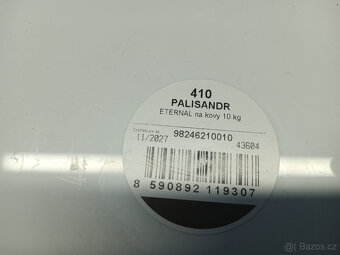 410
PALISANDR
ETERNAL na kovy 10 kg
98246210010
11/2027
43604
8 590892 119307
Bazoš.cz